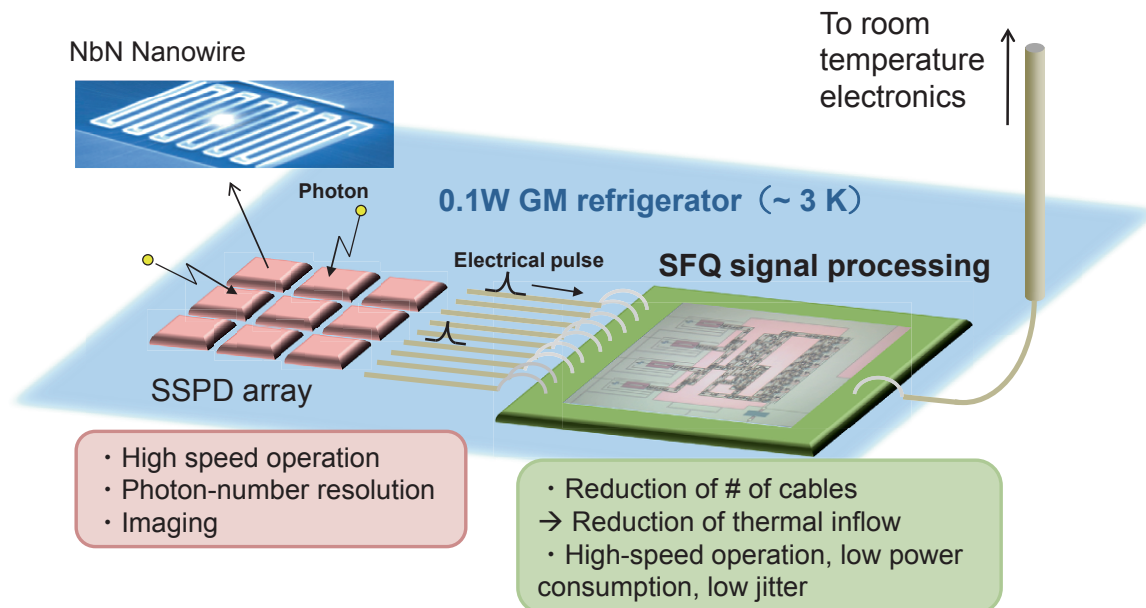 NbN Nanowire
To room
temperature
electronics
Photon
0.1W GM refrigerator（~ 3 K）
Electrical pulse
SFQ signal processing
SSPD array
・High speed operation
・Photon-number resolution
・Imaging
・Reduction of # of cables
→ Reduction of thermal inflow
・High-speed operation, low power
consumption, low jitter